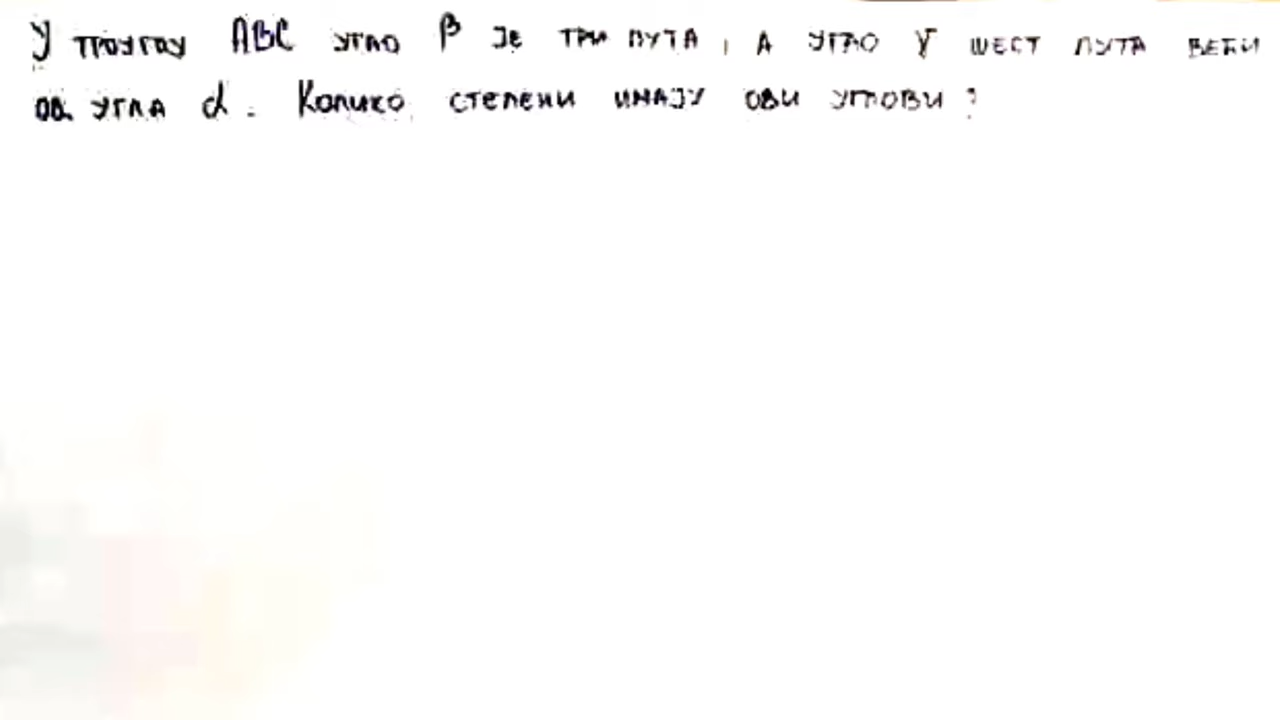 У троуглу ABC угао β је три пута, а угао γ шест пута већи
од угла α. Колико степени имају ови углови?